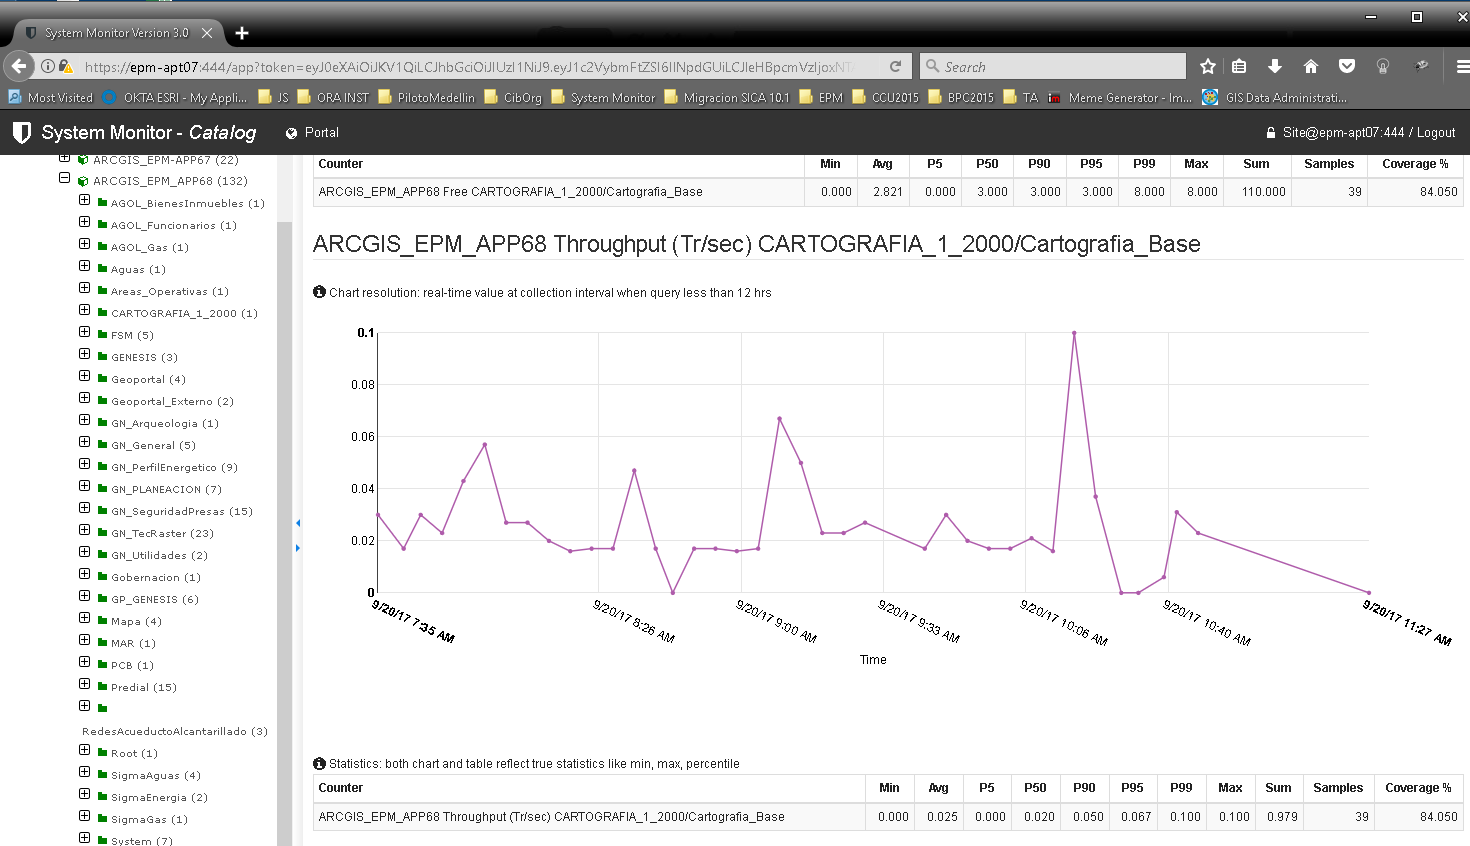 System Monitor Version 3.0
https://epm-apt07:444/app?token=
Search
Most Visited OKTA ESRI - My Appli... JS ORA INST PilotoMedellin CibOrg System Monitor Migracion SICA 10.1 EPM CCU2015 BPC2015 TA Meme Generator - Im... GIS Data Administrati...
System Monitor - Catalog Portal Site@epm-apt07:444 / Logout
ARCGIS_EPM-APP67 (22)
ARCGIS_EPM_APP68 (132)
AGOL_BienesInmuebles (1)
AGOL_Funcionarios (1)
AGOL_Gas (1)
Aguas (1)
Areas_Operativas (1)
CARTOGRAFIA_1_2000 (1)
FSM (5)
GENESIS (3)
Geoportal (4)
Geoportal_Externo (2)
GN_Arqueologia (1)
GN_General (5)
GN_PerfilEnergetico (9)
GN_PLANEACION (7)
GN_SeguridadPresas (15)
GN_TecRaster (23)
GN_Utilidades (2)
Gobernacion (1)
GP_GENESIS (6)
Mapa (4)
MAR (1)
PCB (1)
Predial (15)
RedesAcueductoAlcantarillado (3)
Root (1)
SigmaAguas (4)
SigmaEnergia (2)
SigmaGas (1)
System (7)
Counter Min Avg P5 P50 P90 P95 P99 Max Sum Samples Coverage %
ARCGIS_EPM_APP68 Free CARTOGRAFIA_1_2000/Cartografia_Base 0.000 2.821 0.000 3.000 3.000 3.000 8.000 8.000 110.000 39 84.050
ARCGIS_EPM_APP68 Throughput (Tr/sec) CARTOGRAFIA_1_2000/Cartografia_Base
Chart resolution: real-time value at collection interval when query less than 12 hrs
0.1
0.08
0.06
0.04
0.02
0
9/20/17 7:35 AM
9/20/17 8:26 AM
9/20/17 9:00 AM
9/20/17 9:33 AM
9/20/17 10:06 AM
9/20/17 10:40 AM
9/20/17 11:27 AM
Time
Statistics: both chart and table reflect true statistics like min, max, percentile
Counter Min Avg P5 P50 P90 P95 P99 Max Sum Samples Coverage %
ARCGIS_EPM_APP68 Throughput (Tr/sec) CARTOGRAFIA_1_2000/Cartografia_Base 0.000 0.025 0.000 0.020 0.050 0.067 0.100 0.100 0.979 39 84.050